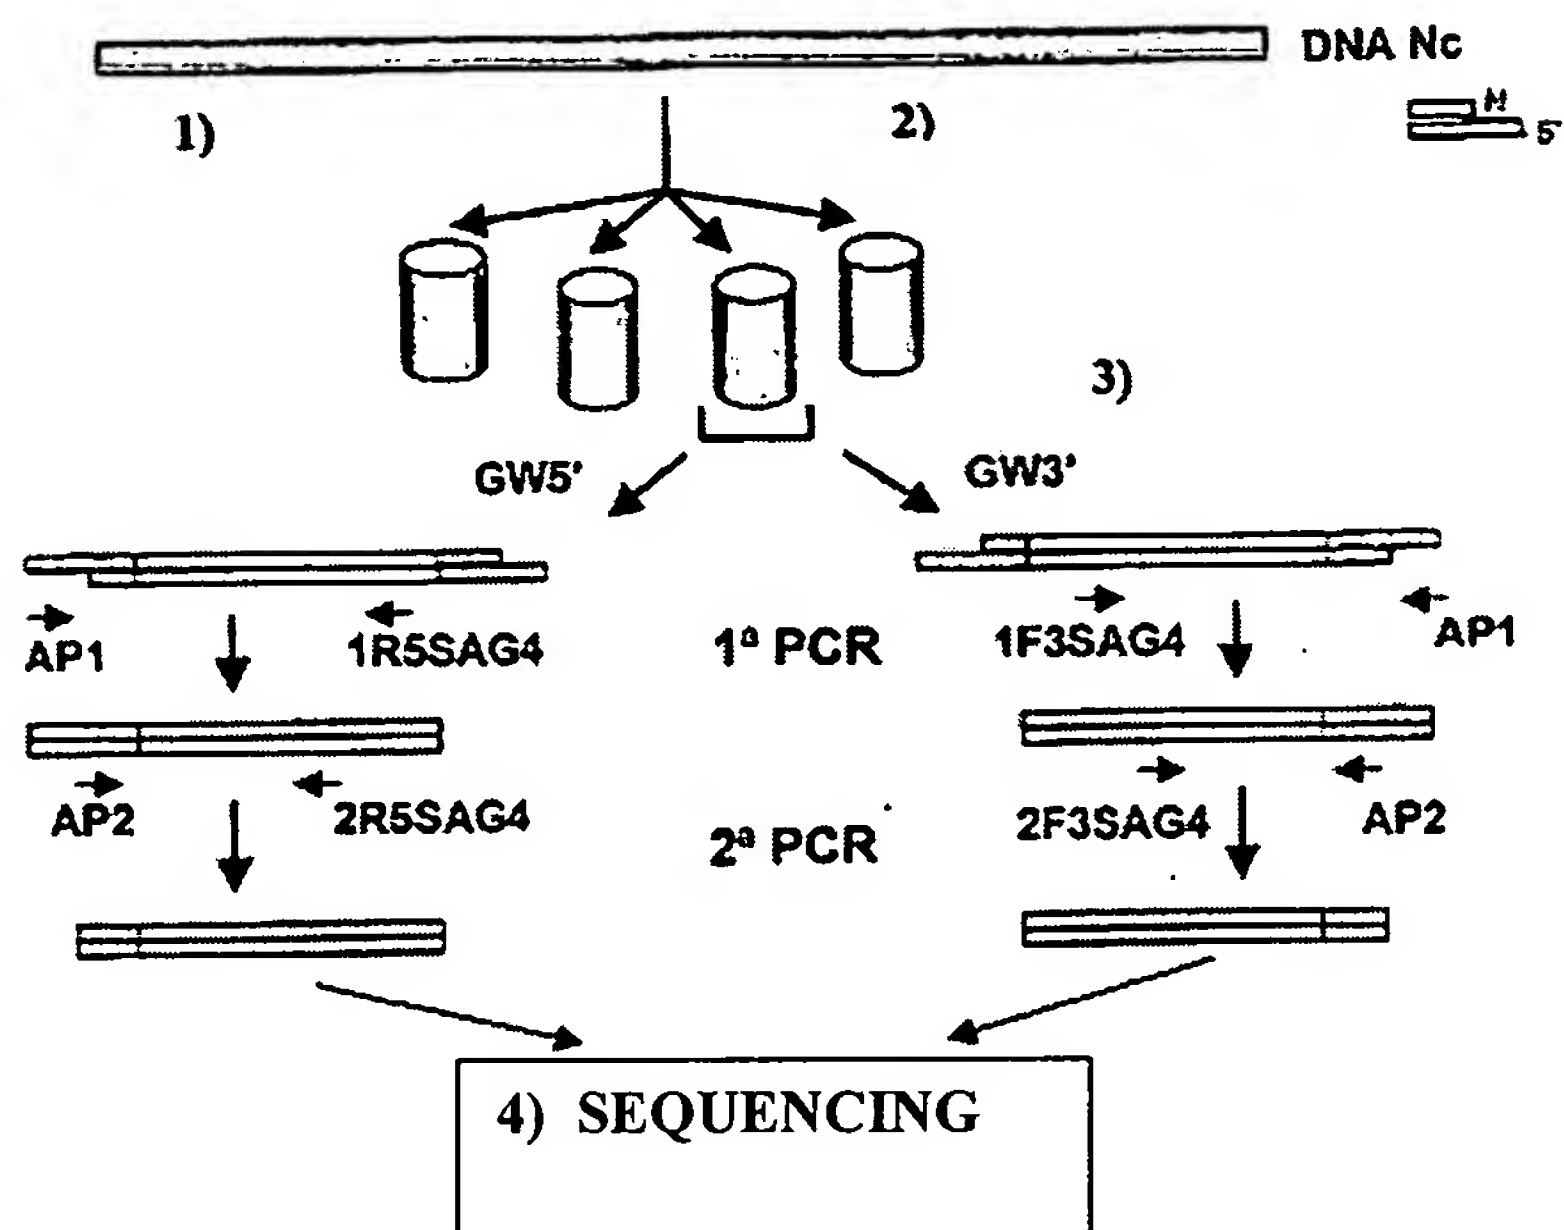 DNA Nc
1)
2)
M
5
3)
GW5'
GW3'
AP1
1R5SAG4
1ª PCR
1F3SAG4
AP1
AP2
2R5SAG4
2ª PCR
2F3SAG4
AP2
4) SEQUENCING